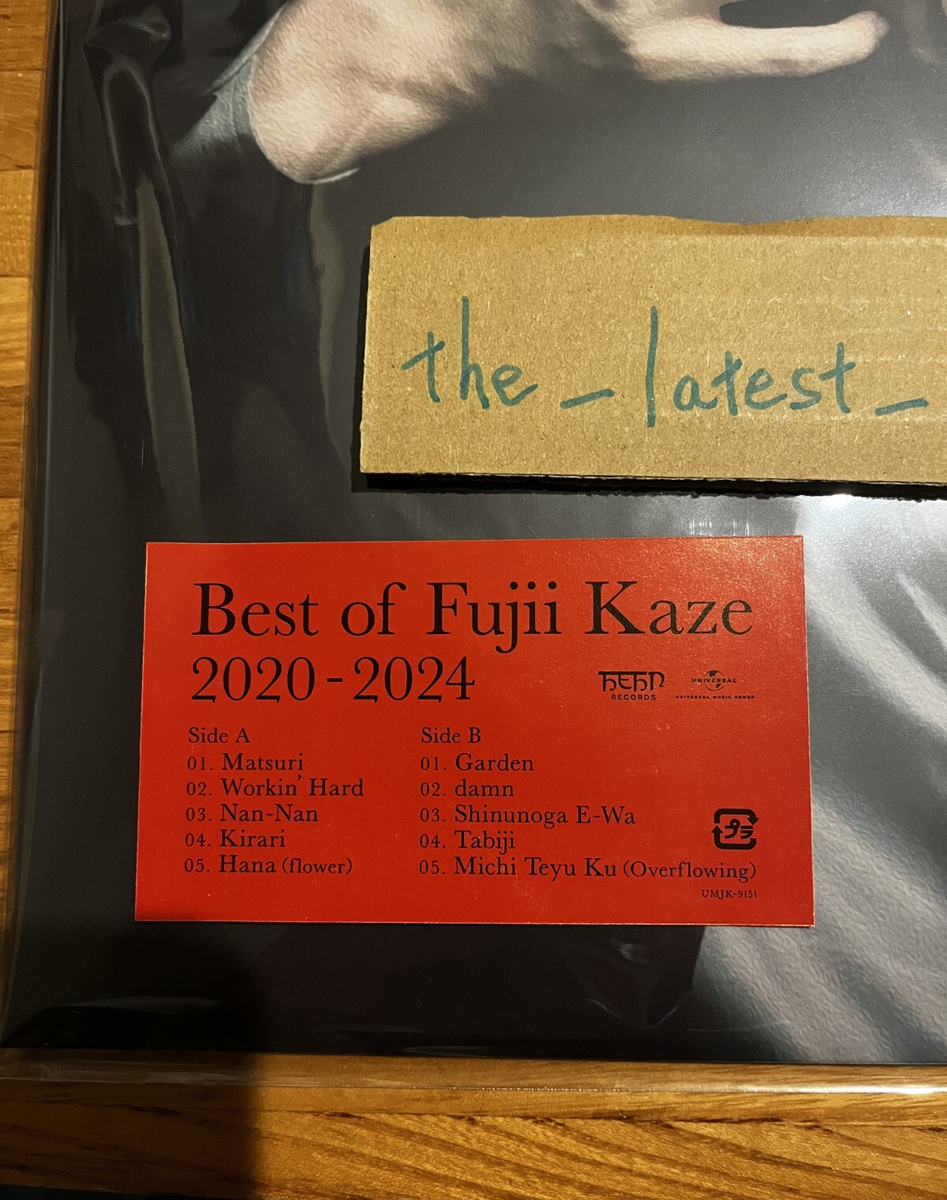 the_latest_
Best of Fujii Kaze
2020-2024
HEHN
RECORDS
UNIVERSAL
UNIVERSAL MUSIC GROUP
Side A
01. Matsuri
02. Workin' Hard
03. Nan-Nan
04. Kirari
05. Hana (flower)
Side B
01. Garden
02. damn
03. Shinunoga E-Wa
04. Tabiji
05. Michi Teyu Ku (Overflowing)
プラ
UMJK-9151